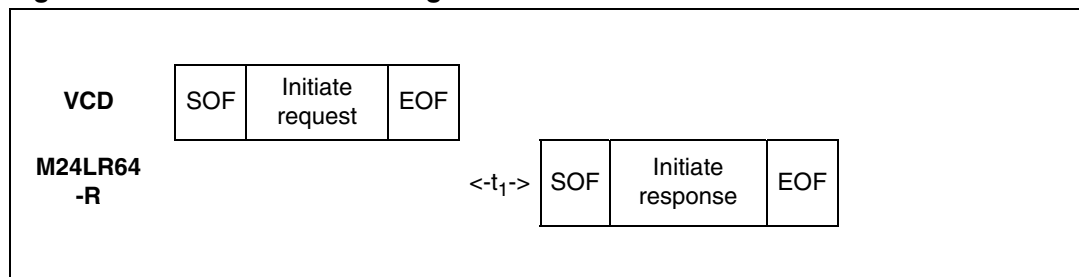 VCD SOF Initiate request EOF
M24LR64
-R
<-t1-> SOF Initiate response EOF